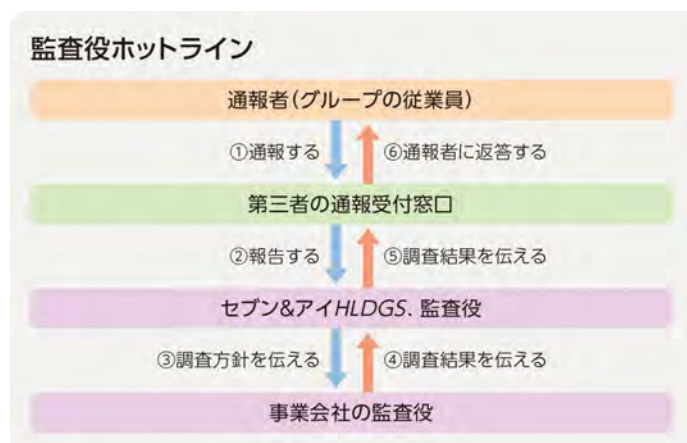 監査役ホットライン
通報者(グループの従業員)
①通報する
⑥通報者に返答する
第三者の通報受付窓口
②報告する
⑤調査結果を伝える
セブン&アイHLDGS. 監査役
③調査方針を伝える
④調査結果を伝える
事業会社の監査役